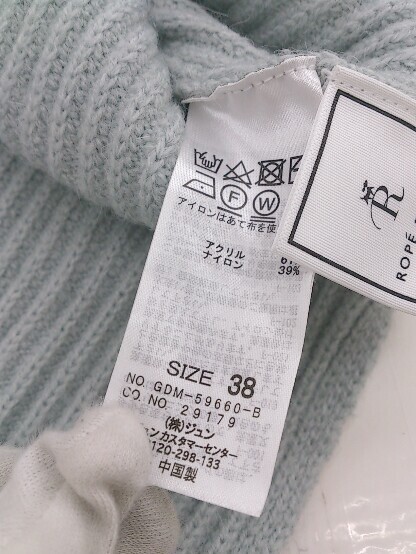 アイロンはあて布を使
アクリル
ナイロン 39%
SIZE 38
NO. GDM-59660-B
CO. NO. 29179
(株)ジュン
カスタマーセンター
120-298-133
中国製
R
ROPÉ